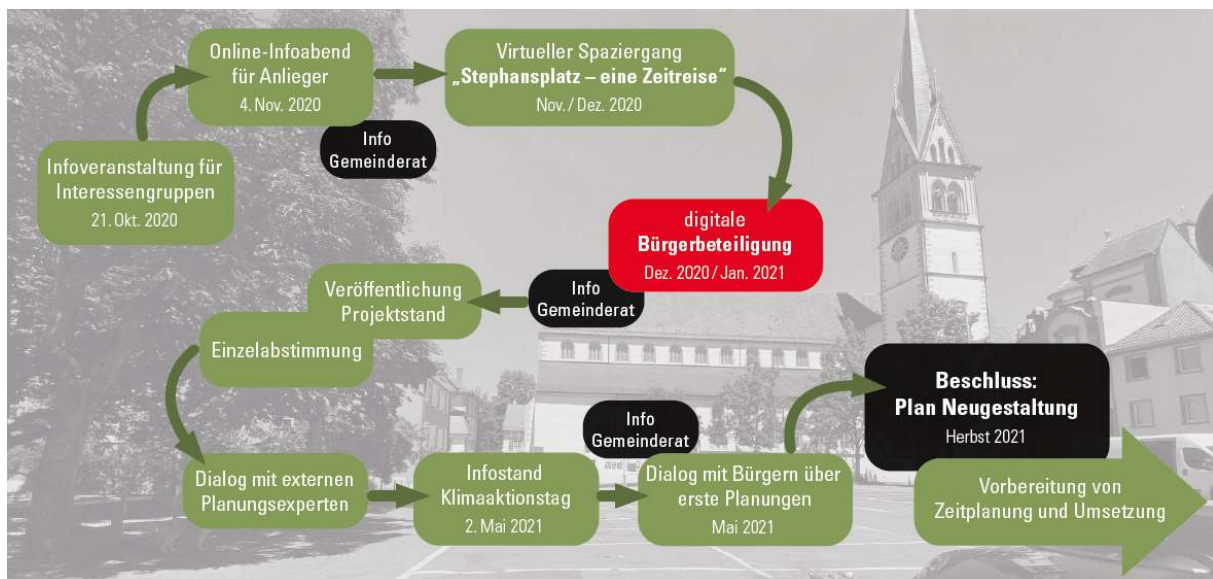 Infoveranstaltung für
Interessengruppen
21. Okt. 2020
Online-Infoabend
für Anlieger
4. Nov. 2020
Info
Gemeinderat
Virtueller Spaziergang
„Stephansplatz – eine Zeitreise“
Nov. / Dez. 2020
digitale
Bürgerbeteiligung
Dez. 2020 / Jan. 2021
Info
Gemeinderat
Veröffentlichung
Projektstand
Einzelabstimmung
Dialog mit externen
Planungsexperten
Infostand
Klimaaktionstag
2. Mai 2021
Info
Gemeinderat
Dialog mit Bürgern über
erste Planungen
Mai 2021
Beschluss:
Plan Neugestaltung
Herbst 2021
Vorbereitung von
Zeitplanung und Umsetzung